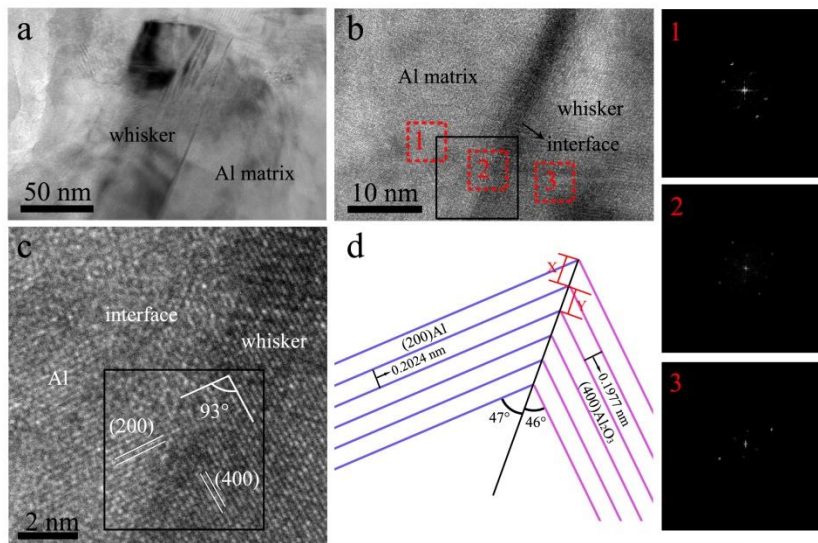 a
whisker
Al matrix
50 nm
b
Al matrix
whisker
interface
1
2
3
10 nm
c
interface
whisker
Al
93°
(200)
(400)
2 nm
d
X
Y
(200)Al
0.2024 nm
0.1977 nm
(400)Al₂O₃
47°
46°
1
2
3